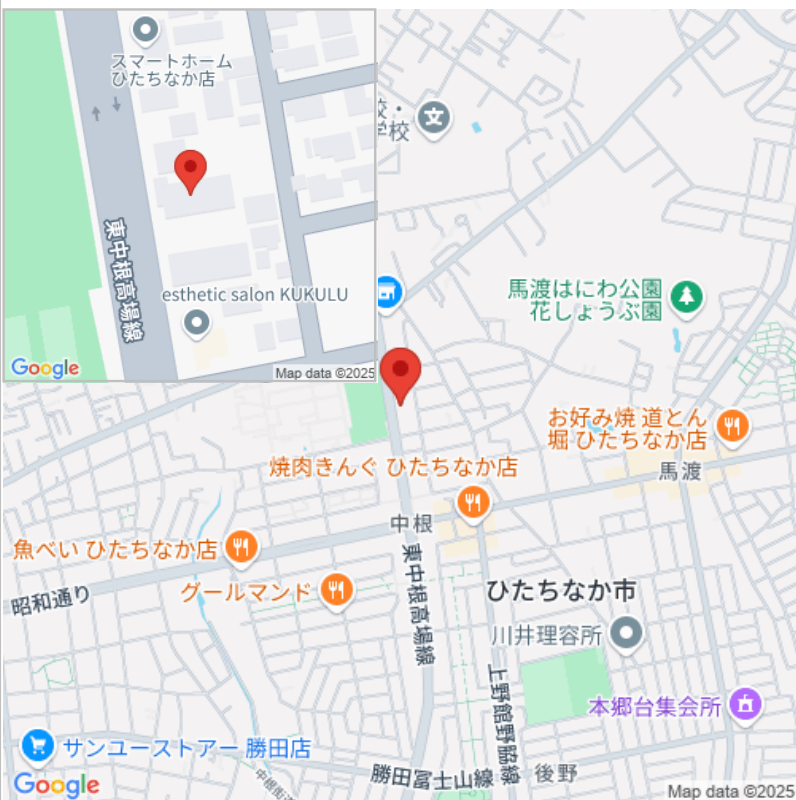 スマートホーム
ひたちなか店
東中根高場線
esthetic salon KUKULU
Google
Map data ©2025
校・
学校
文
馬渡はにわ公園
花しょうぶ園
お好み焼 道とん
堀 ひたちなか店
馬渡
焼肉きんぐ ひたちなか店
中根
魚べい ひたちなか店
東中根高場線
グールマンド
昭和通り
ひたちなか市
川井理容所
上野館野脇線
本郷台集会所
サンユーストアー 勝田店
勝田冨士山線
後野
中根街道
Google
Map data ©2025